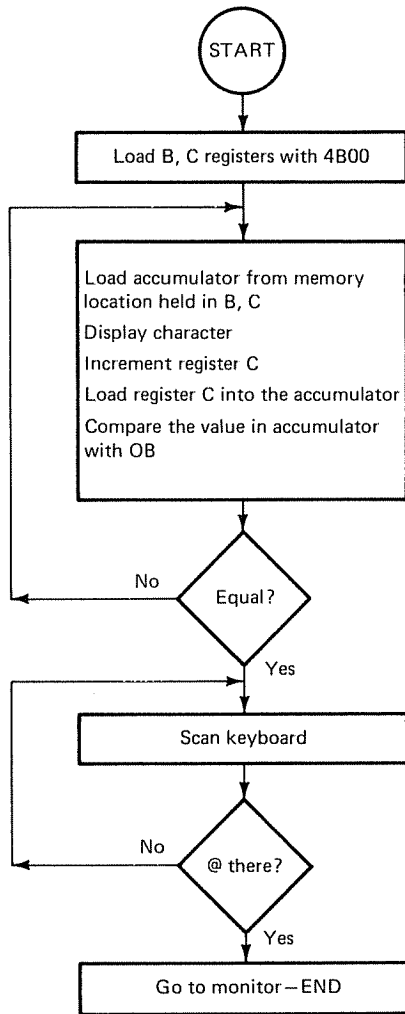 START
Load B, C registers with 4B00
Load accumulator from memory
location held in B, C
Display character
Increment register C
Load register C into the accumulator
Compare the value in accumulator
with OB
No
Equal?
Yes
Scan keyboard
No
@ there?
Yes
Go to monitor—END